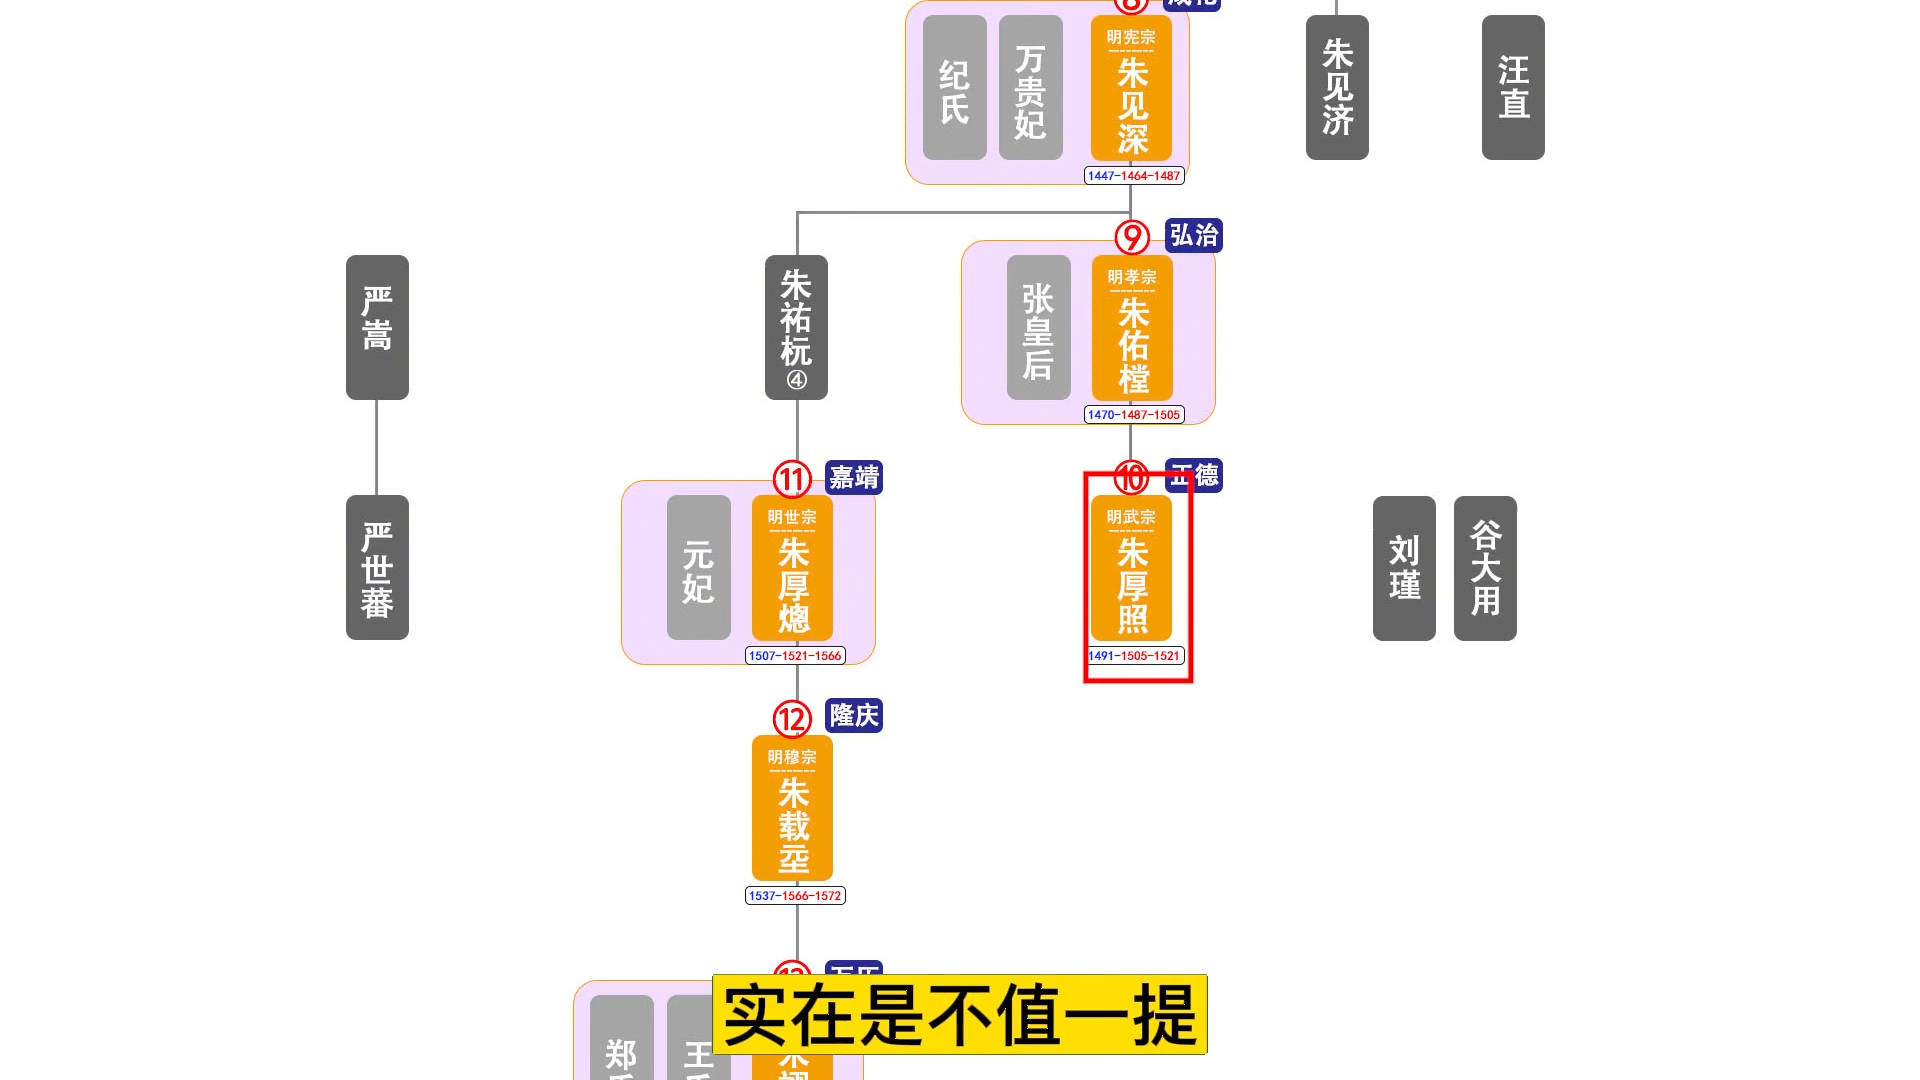 纪氏
万贵妃
明宪宗
朱见深
1447-1464-1487
朱见济
汪直
⑨
弘治
严嵩
朱祐杬
④
张皇后
明孝宗
朱佑樘
1470-1487-1505
⑪
嘉靖
⑩
正德
严世蕃
元妃
明世宗
朱厚熜
1507-1521-1566
明武宗
朱厚照
1491-1505-1521
刘瑾
谷大用
⑫
隆庆
明穆宗
朱载坖
1537-1566-1572
郑
王
实在是不值一提